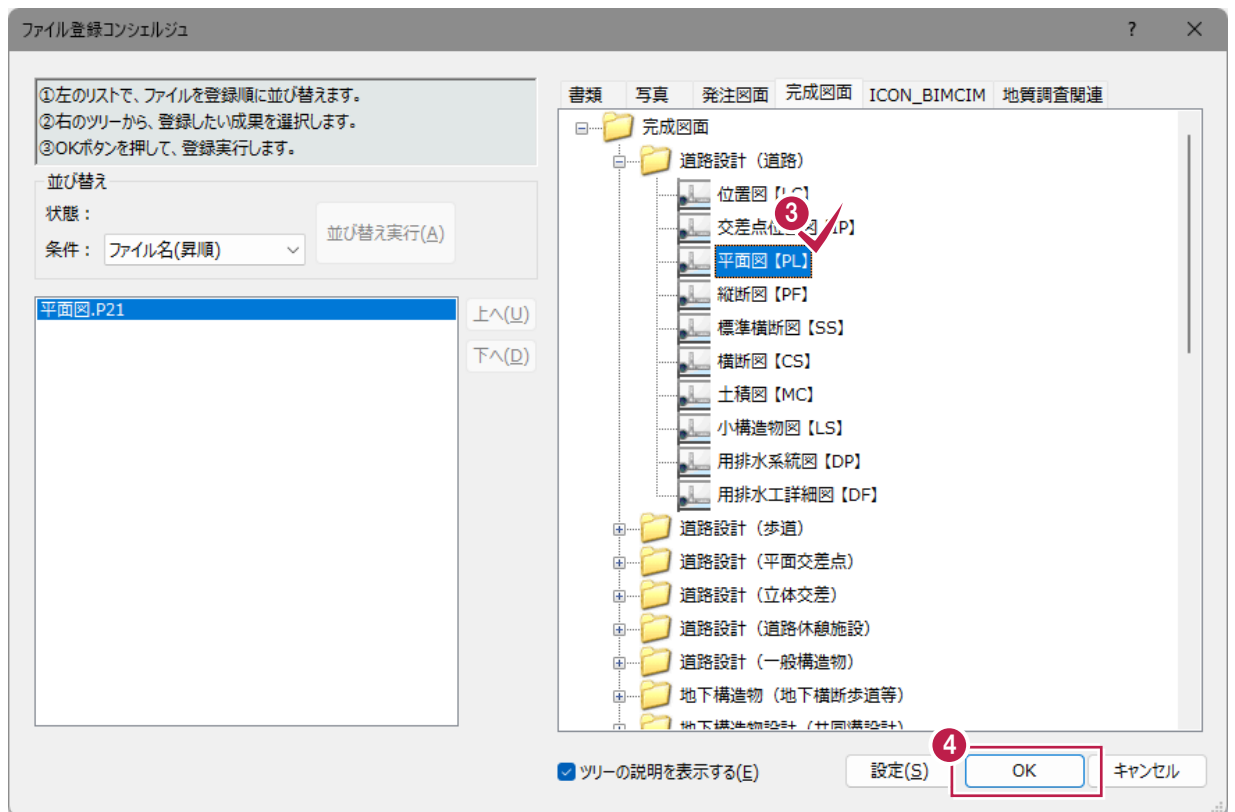 ファイル登録コンシェルジュ
①左のリストで、ファイルを登録順に並び替えます。
②右のツリーから、登録したい成果を選択します。
③OKボタンを押して、登録実行します。
並び替え
状態：
条件： ファイル名(昇順)
並び替え実行(A)
平面図.P21
上へ(U)
下へ(D)
書類 写真 発注図面 完成図面 ICON_BIMCIM 地質調査関連
完成図面
道路設計（道路）
位置図
3
交差点
平面図【PL】
縦断図【PF】
標準横断図【SS】
横断図【CS】
土積図【MC】
小構造物図【LS】
用排水系統図【DP】
用排水工詳細図【DF】
道路設計（歩道）
道路設計（平面交差点）
道路設計（立体交差）
道路設計（道路休憩施設）
道路設計（一般構造物）
地下構造物（地下横断歩道等）
地下構造物設計（共同溝設計）
4
ツリーの説明を表示する(E)
設定(S) OK キャンセル